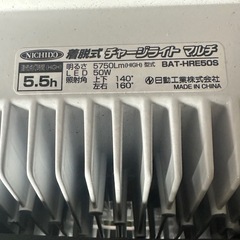 NICHIDO 着脱式 チャージライト マルチ
5.5h
明るさ 5750Lm(HIGH) 型式 BAT-HRE50S
LED 50W
照射角 上下 140°
左右 160°
日動工業株式会社
MADE IN CHINA